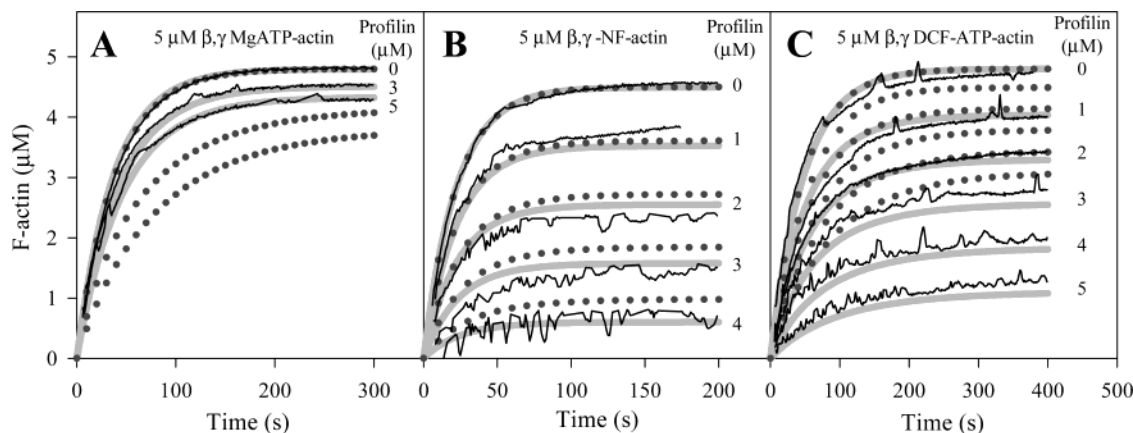 A
5 μM β,γ MgATP-actin
Profilin
(μM)
0
3
5
B
5 μM β,γ -NF-actin
Profilin
(μM)
0
1
2
3
4
C
5 μM β,γ DCF-ATP-actin
Profilin
(μM)
0
1
2
3
4
5
F-actin (μM)
5
4
3
2
1
0
0 100 200 300
Time (s)
0 50 100 150 200
Time (s)
0 100 200 300 400 500
Time (s)